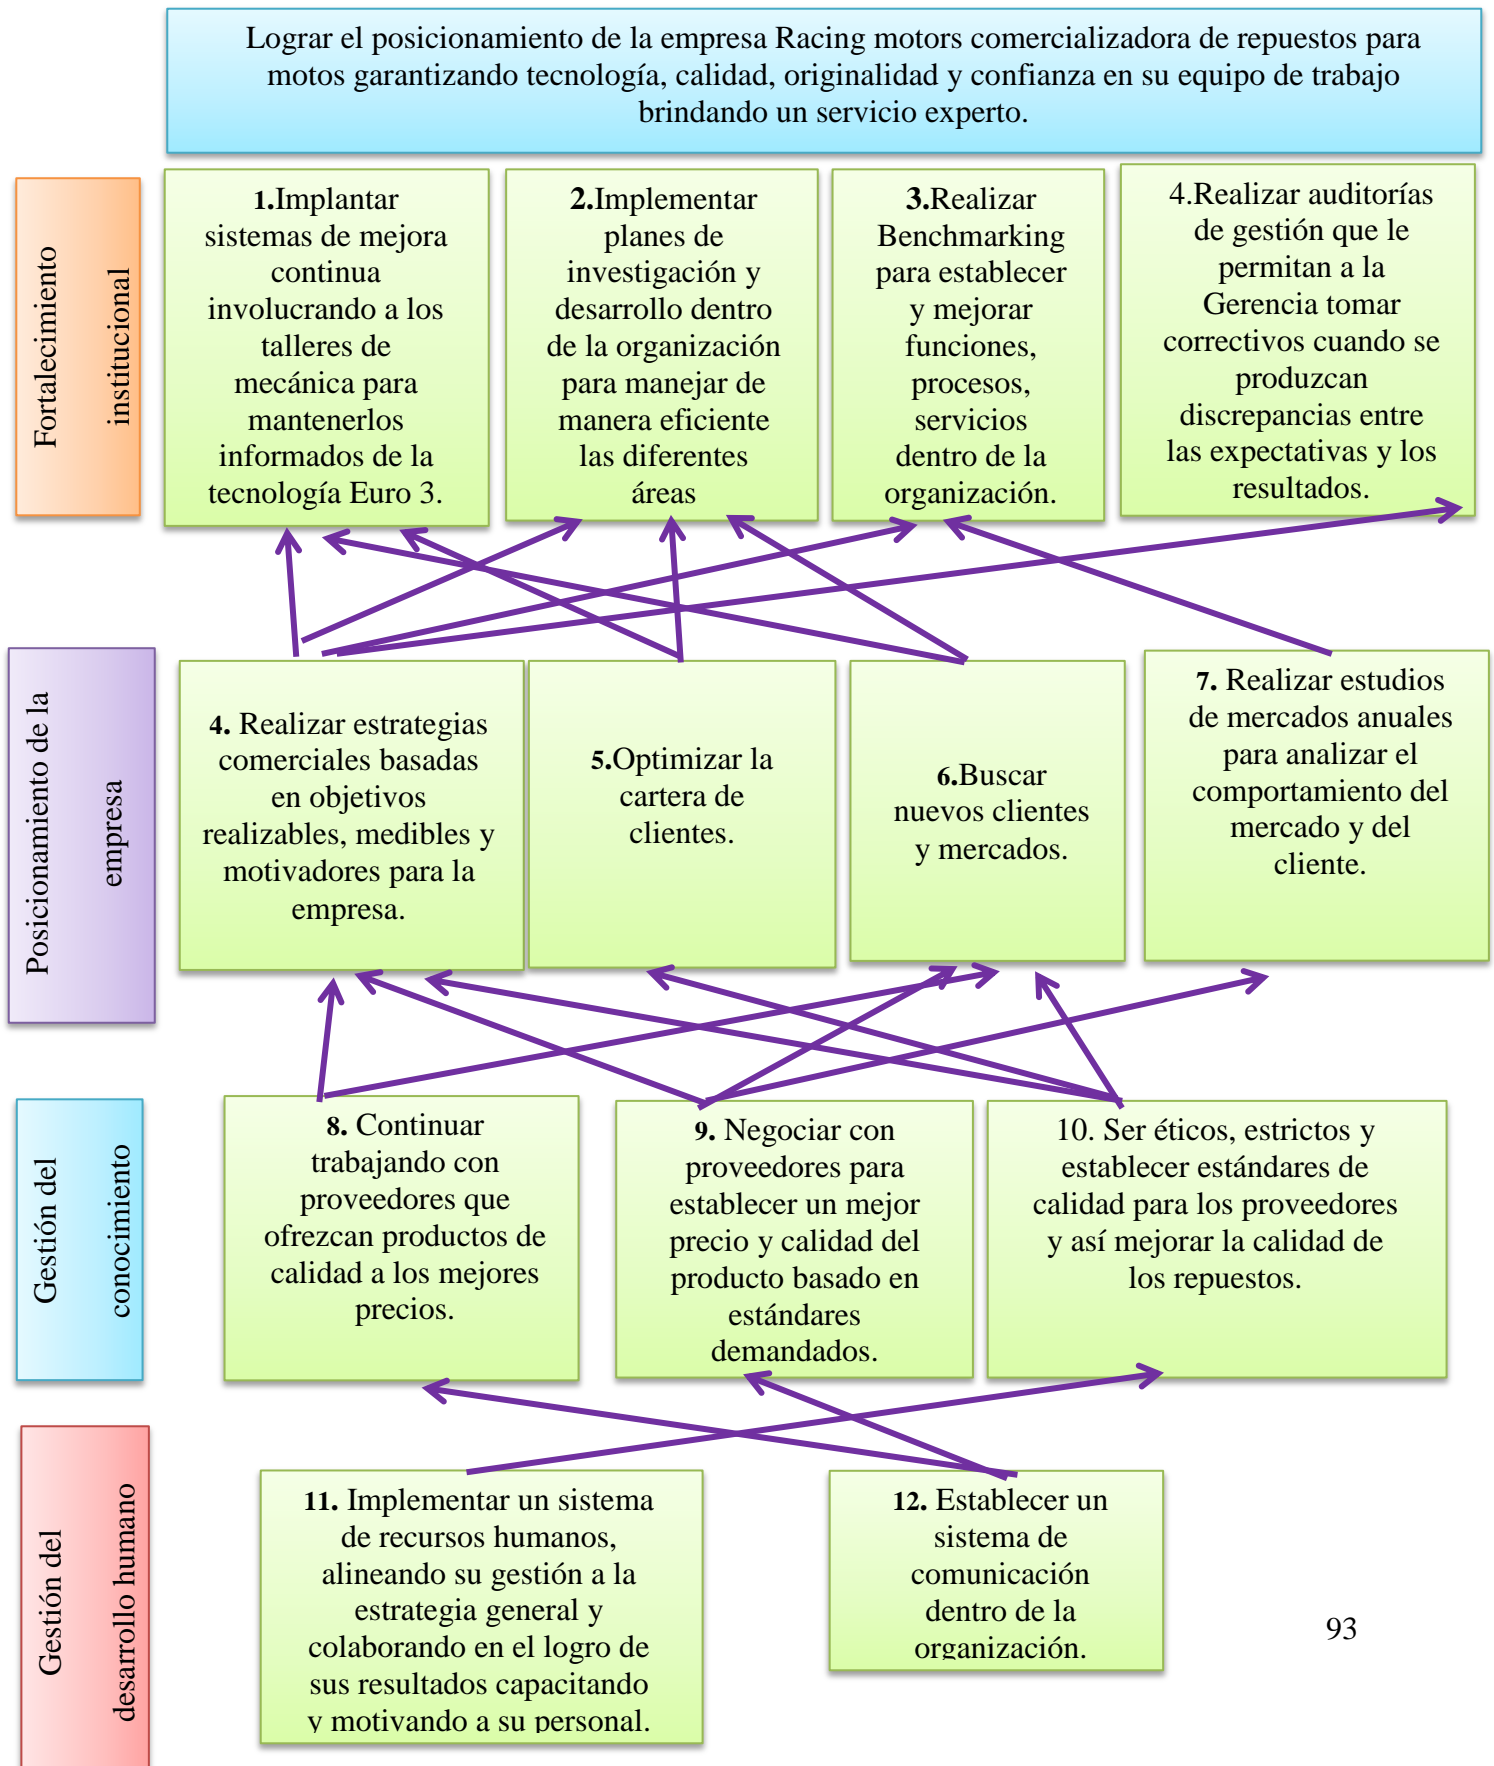 Lograr el posicionamiento de la empresa Racing motors comercializadora de repuestos para
motos garantizando tecnología, calidad, originalidad y confianza en su equipo de trabajo
brindando un servicio experto.
Fortalecimiento
institucional
1.Implantar
sistemas de mejora
continua
involucrando a los
talleres de
mecánica para
mantenerlos
informados de la
tecnología Euro 3.
2.Implementar
planes de
investigación y
desarrollo dentro
de la organización
para manejar de
manera eficiente
las diferentes
áreas
3.Realizar
Benchmarking
para establecer
y mejorar
funciones,
procesos,
servicios
dentro de la
organización.
4.Realizar auditorías
de gestión que le
permitan a la
Gerencia tomar
correctivos cuando se
produzcan
discrepancias entre
las expectativas y los
resultados.
Posicionamiento de la
empresa
4. Realizar estrategias
comerciales basadas
en objetivos
realizables, medibles y
motivadores para la
empresa.
5.Optimizar la
cartera de
clientes.
6.Buscar
nuevos clientes
y mercados.
7. Realizar estudios
de mercados anuales
para analizar el
comportamiento del
mercado y del
cliente.
Gestión del
conocimiento
8. Continuar
trabajando con
proveedores que
ofrezcan productos de
calidad a los mejores
precios.
9. Negociar con
proveedores para
establecer un mejor
precio y calidad del
producto basado en
estándares
demandados.
10. Ser éticos, estrictos y
establecer estándares de
calidad para los proveedores
y así mejorar la calidad de
los repuestos.
Gestión del
desarrollo humano
11. Implementar un sistema
de recursos humanos,
alineando su gestión a la
estrategia general y
colaborando en el logro de
sus resultados capacitando
y motivando a su personal.
12. Establecer un
sistema de
comunicación
dentro de la
organización.
93